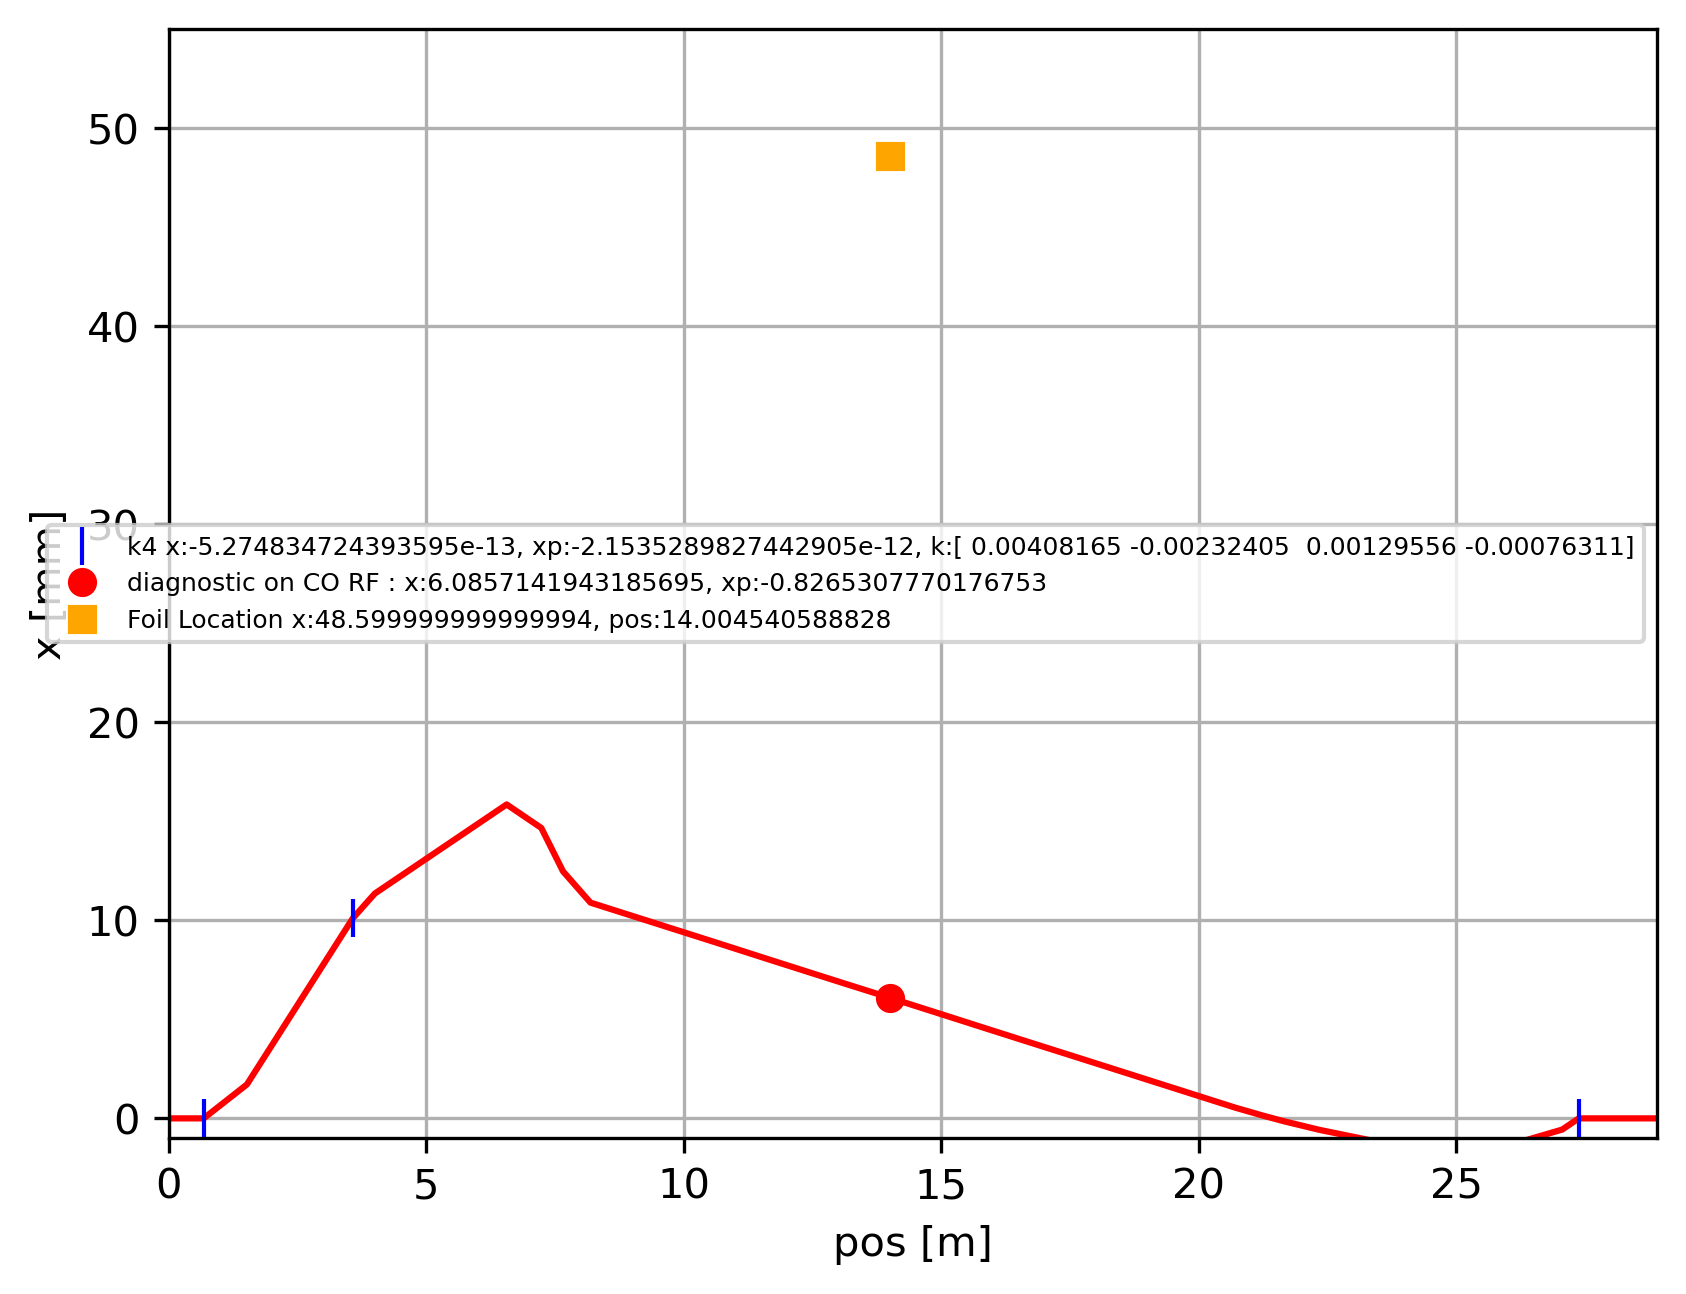 50
40
30
20
10
0
x [mm]
k4 x:-5.274834724393595e-13, xp:-2.1535289827442905e-12, k:[ 0.00408165 -0.00232405  0.00129556 -0.00076311]
diagnostic on CO RF : x:6.0857141943185695, xp:-0.8265307770176753
Foil Location x:48.599999999999994, pos:14.004540588828
0 5 10 15 20 25
pos [m]